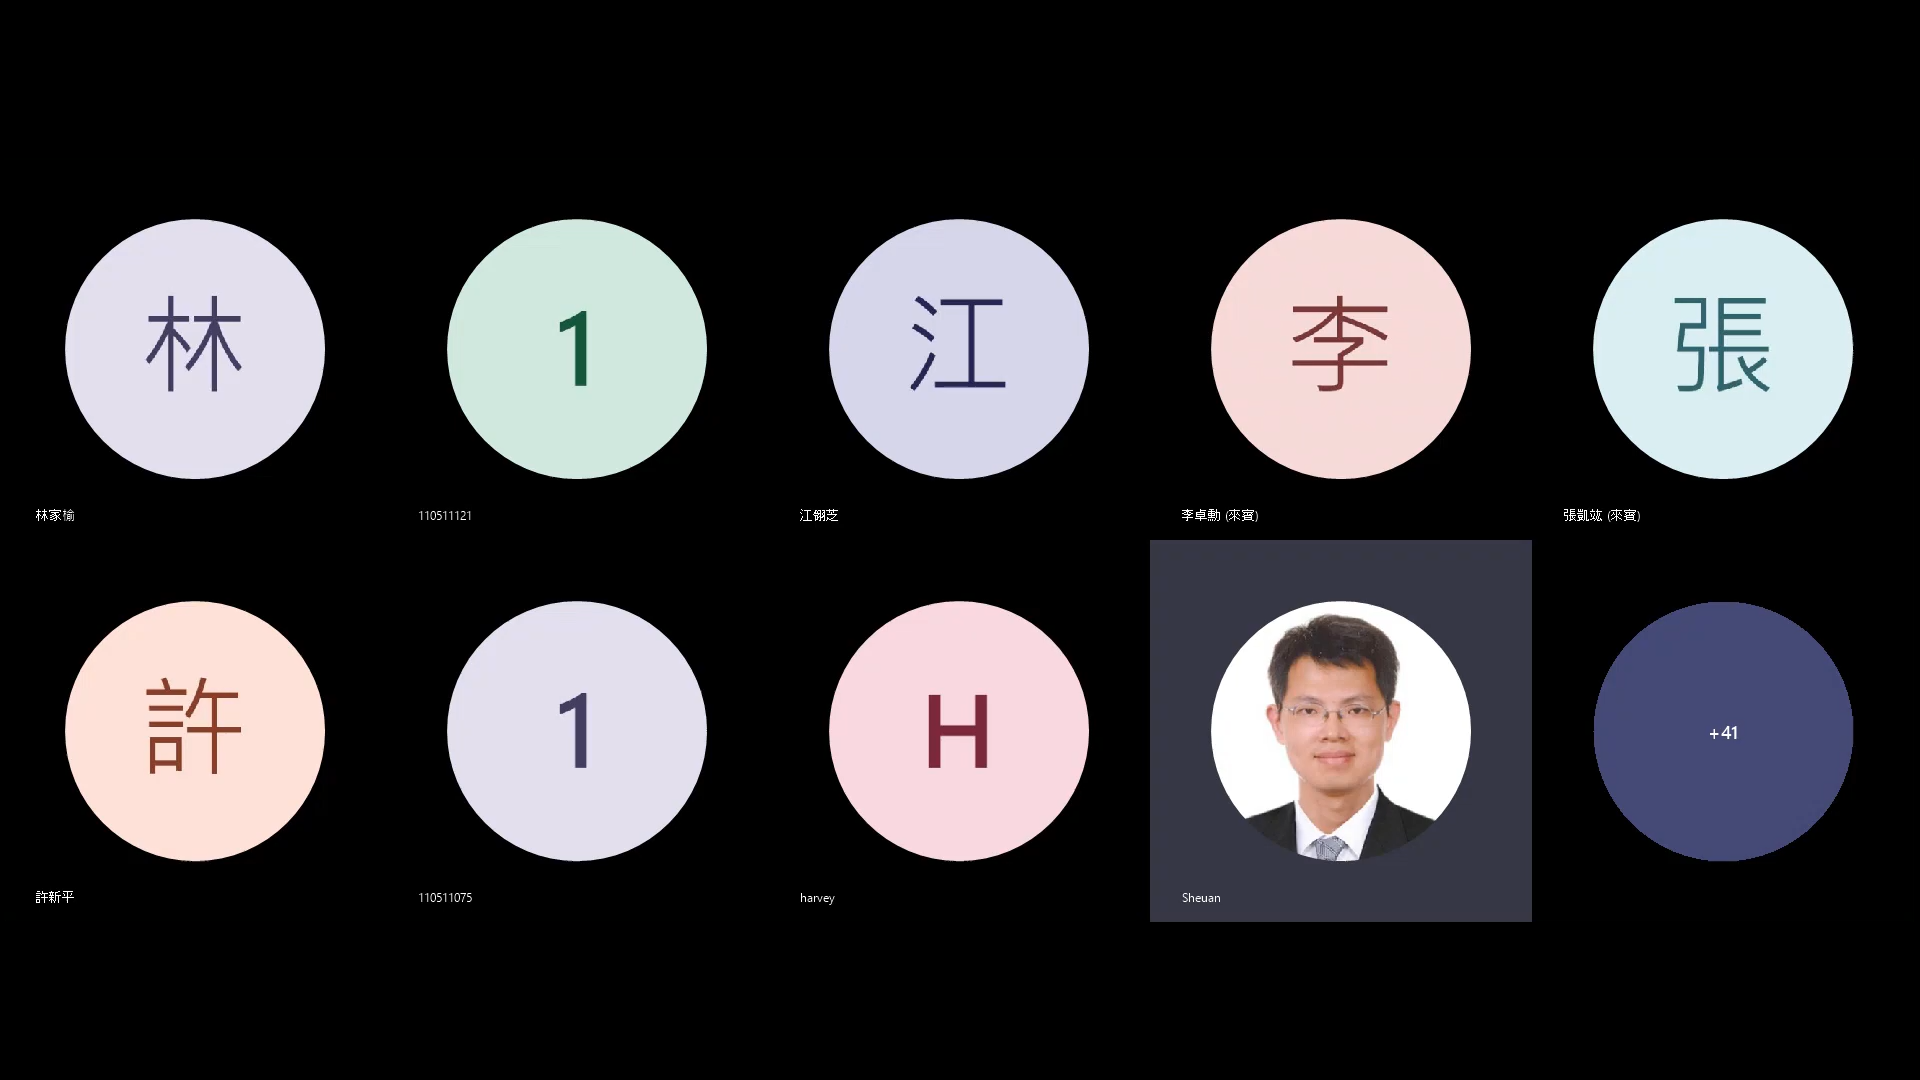 林
1
江
李
張
林家榆
110511121
江翎芝
李卓勳 (來賓)
張凱竑 (來賓)
許
1
H
+41
許新平
110511075
harvey
Sheuan